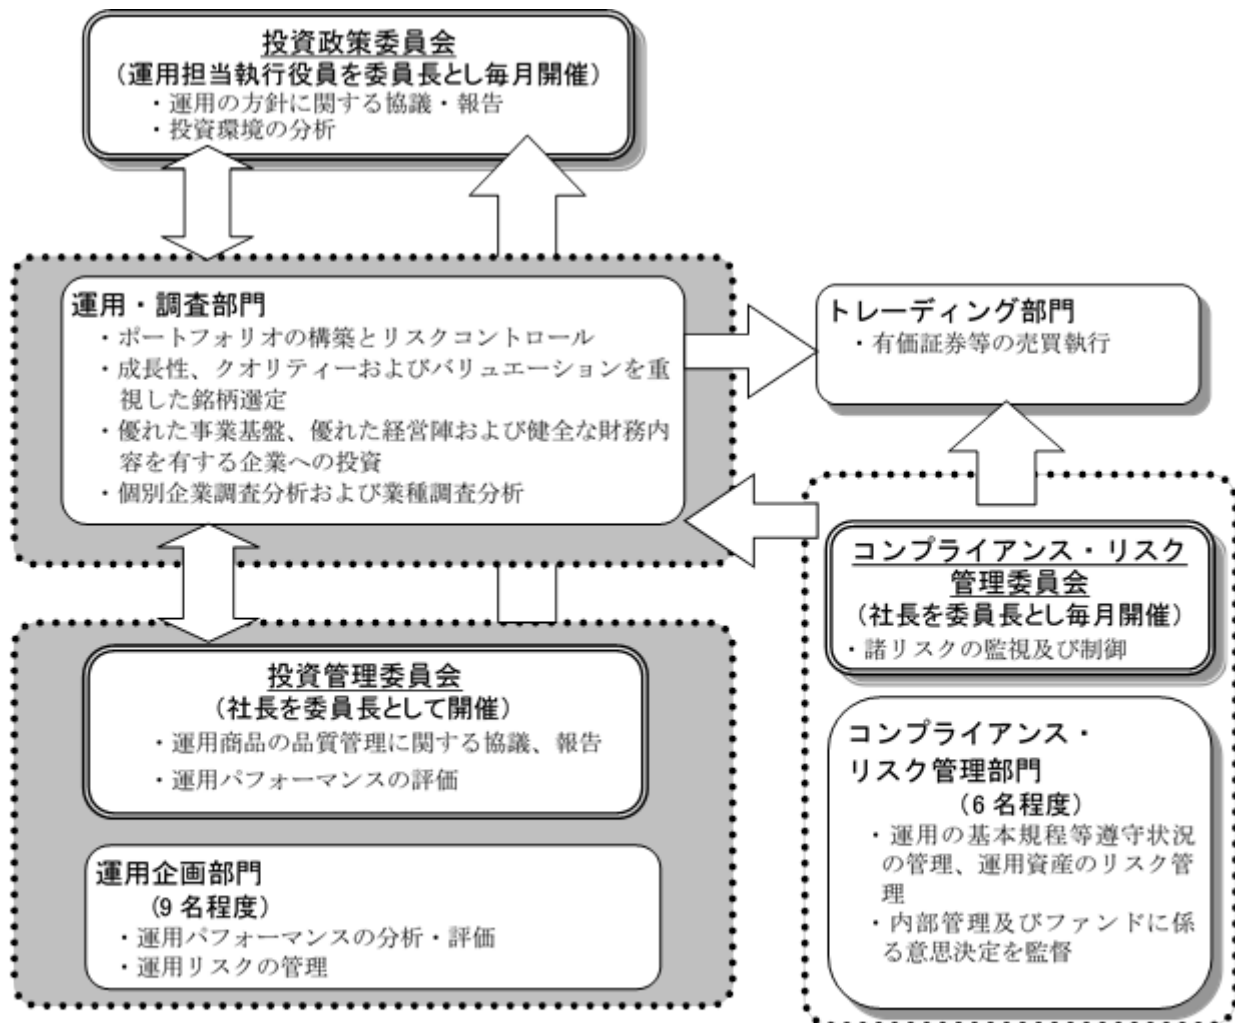 投資政策委員会
（運用担当執行役員を委員長とし毎月開催）
・運用の方針に関する協議・報告
・投資環境の分析
運用・調査部門
・ポートフォリオの構築とリスクコントロール
・成長性、クオリティーおよびバリュエーションを重
視した銘柄選定
・優れた事業基盤、優れた経営陣および健全な財務内
容を有する企業への投資
・個別企業調査分析および業種調査分析
トレーディング部門
・有価証券等の売買執行
コンプライアンス・リスク
管理委員会
（社長を委員長とし毎月開催）
・諸リスクの監視及び制御
投資管理委員会
（社長を委員長として開催）
・運用商品の品質管理に関する協議、報告
・運用パフォーマンスの評価
コンプライアンス・
リスク管理部門
（6 名程度）
・運用の基本規程等遵守状況
の管理、運用資産のリスク管
理
・内部管理及びファンドに係
る意思決定を監督
運用企画部門
（9 名程度）
・運用パフォーマンスの分析・評価
・運用リスクの管理